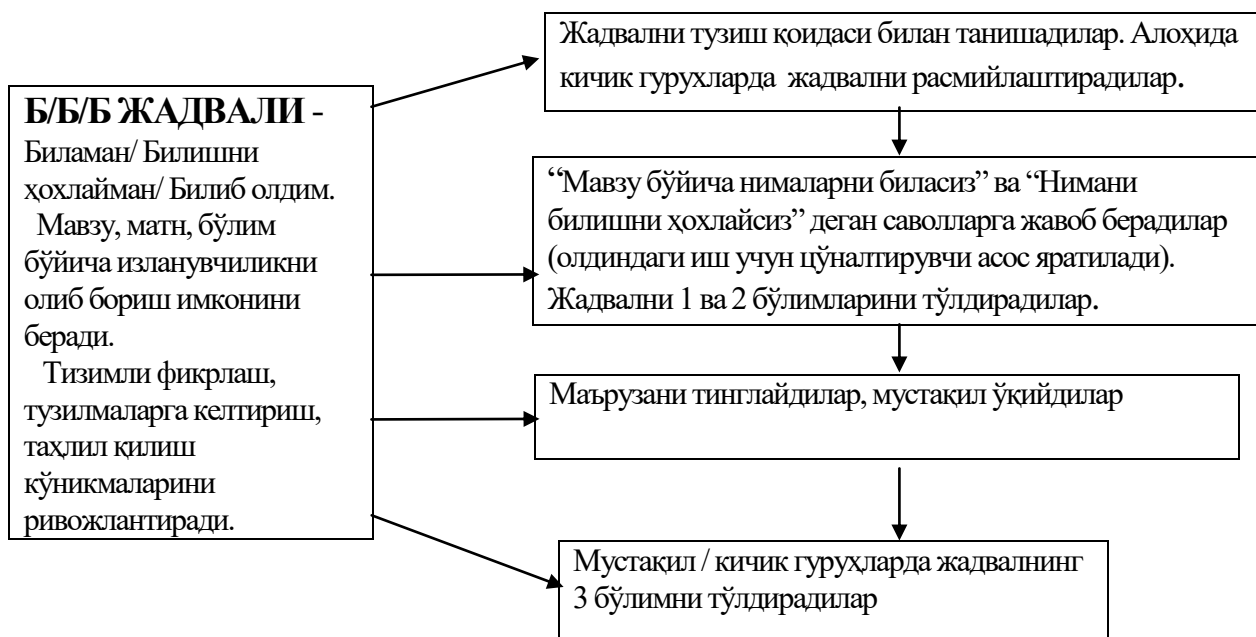 Б/Б/Б ЖАДВАЛИ -
Биламан/ Билишни
ҳохлайман/ Билиб олдим.
Мавзу, матн, бўлим
бўйича изланувчиликни
олиб бориш имконини
беради.
Тизимли фикрлаш,
тузилмаларга келтириш,
таҳлил қилиш
кўникмаларини
ривожлантиради.
Жадвални тузиш қоидаси билан танишадилар. Алоҳида
кичик гурухларда жадвални расмийлаштирадилар.
“Мавзу бўйича нималарни биласиз” ва “Нимани
билишни ҳохлайсиз” деган саволларга жавоб берадилар
(олдиндаги иш учун цўналтирувчи асос яратилади).
Жадвални 1 ва 2 бўлимларини тўлдирадилар.
Маърузани тинглайдилар, мустақил ўқийдилар
Мустақил / кичик гуруҳларда жадвалнинг
3 бўлимни тўлдирадилар